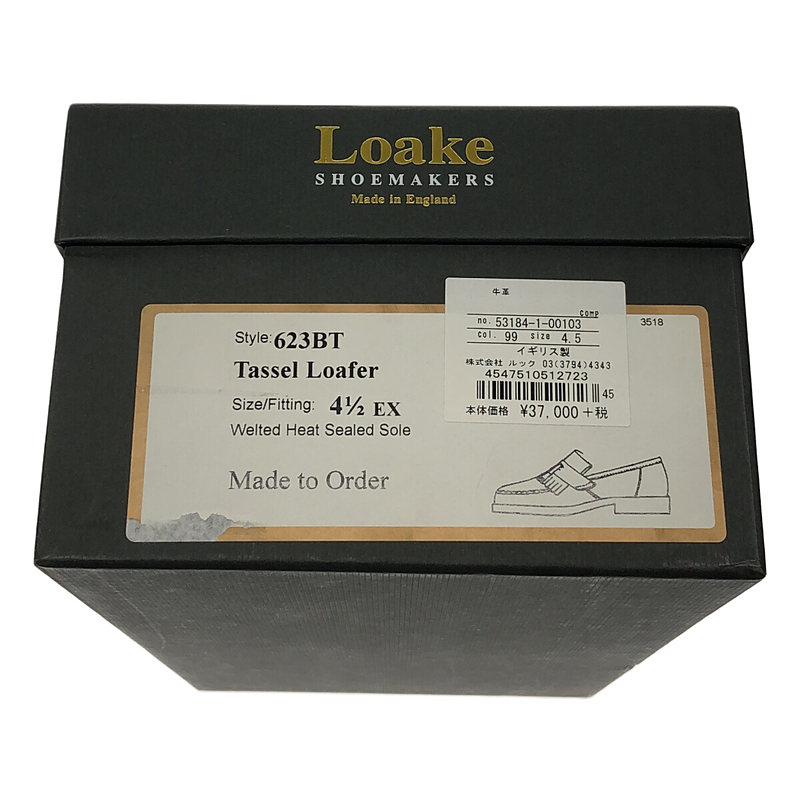 Loake
SHOEMAKERS
Made in England
Style: 623BT
Tassel Loafer
Size/Fitting: 4½ EX
Welted Heat Sealed Sole
Made to Order
牛革
COMP
no. 53184-1-00103
col. 99 size 4.5
イギリス製
株式会社 ルック 03(3794)4343
4547510512723
45
本体価格 ¥37,000+税
3518